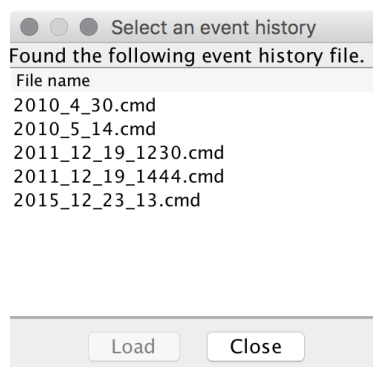 Select an event history
Found the following event history file.
File name
2010_4_30.cmd
2010_5_14.cmd
2011_12_19_1230.cmd
2011_12_19_1444.cmd
2015_12_23_13.cmd
Load Close